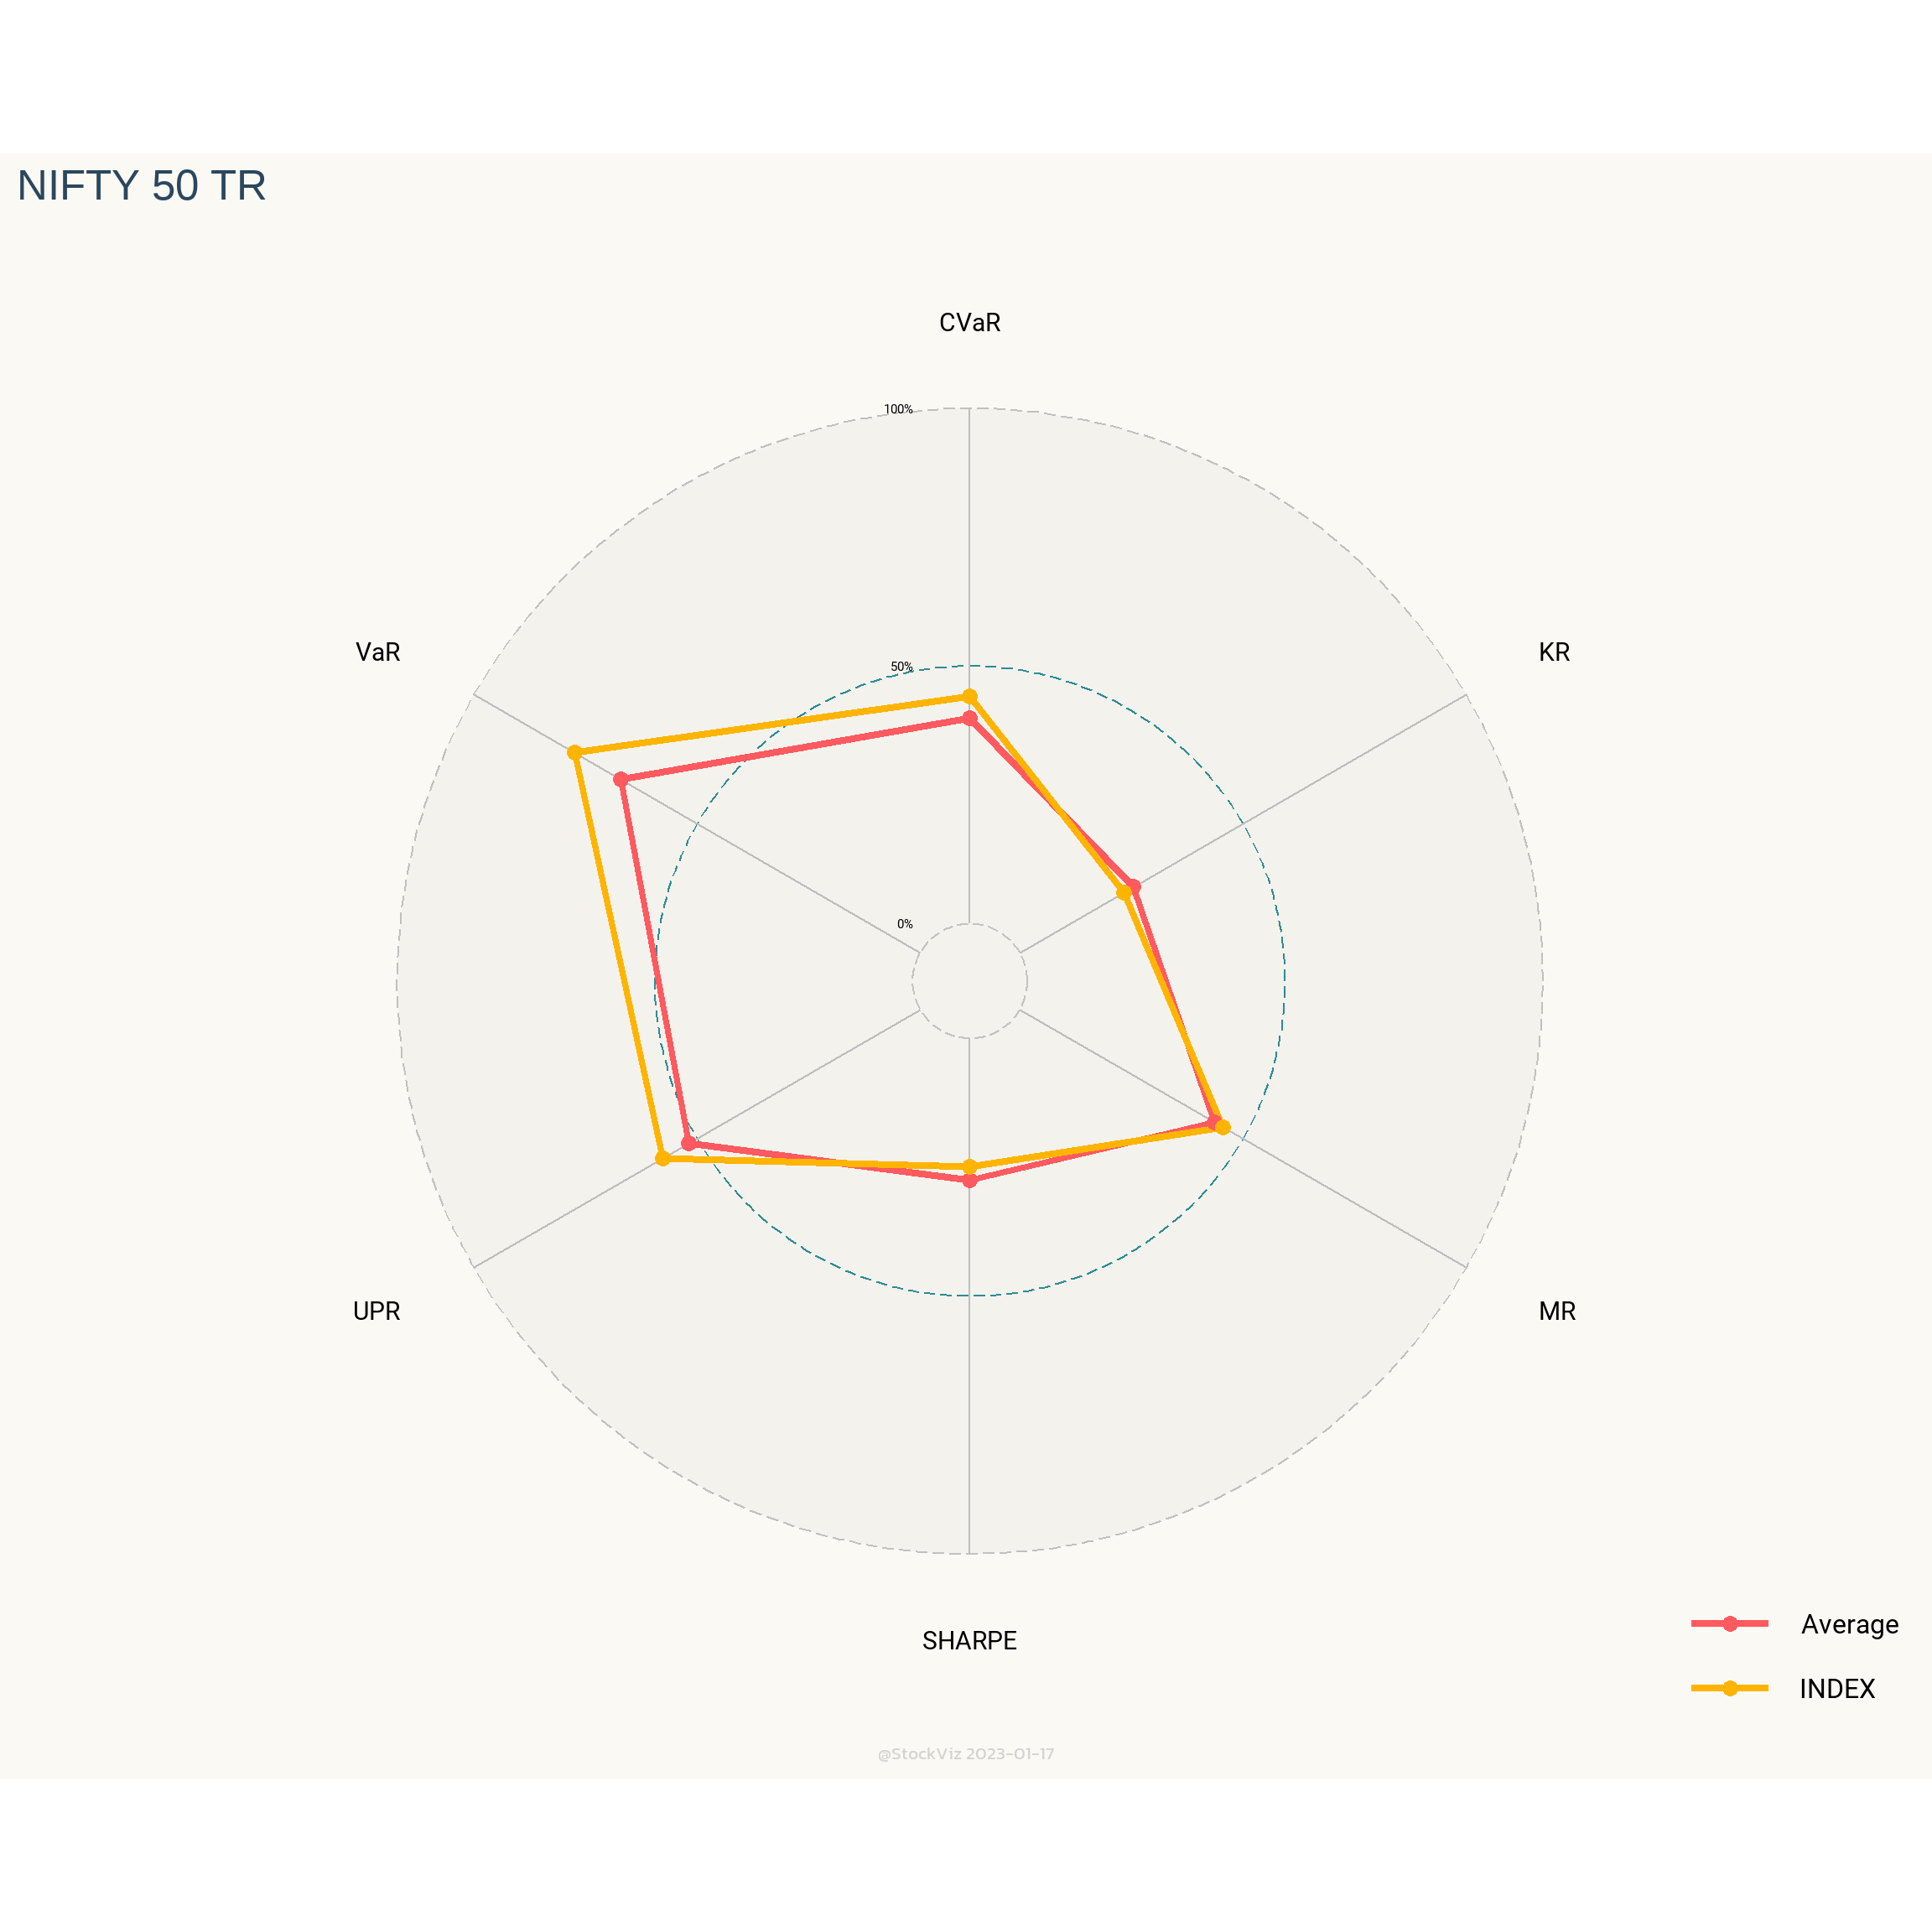 NIFTY 50 TR
CVaR
100%
VaR
KR
50%
0%
UPR
MR
SHARPE
Average
INDEX
@StockViz 2023-01-17